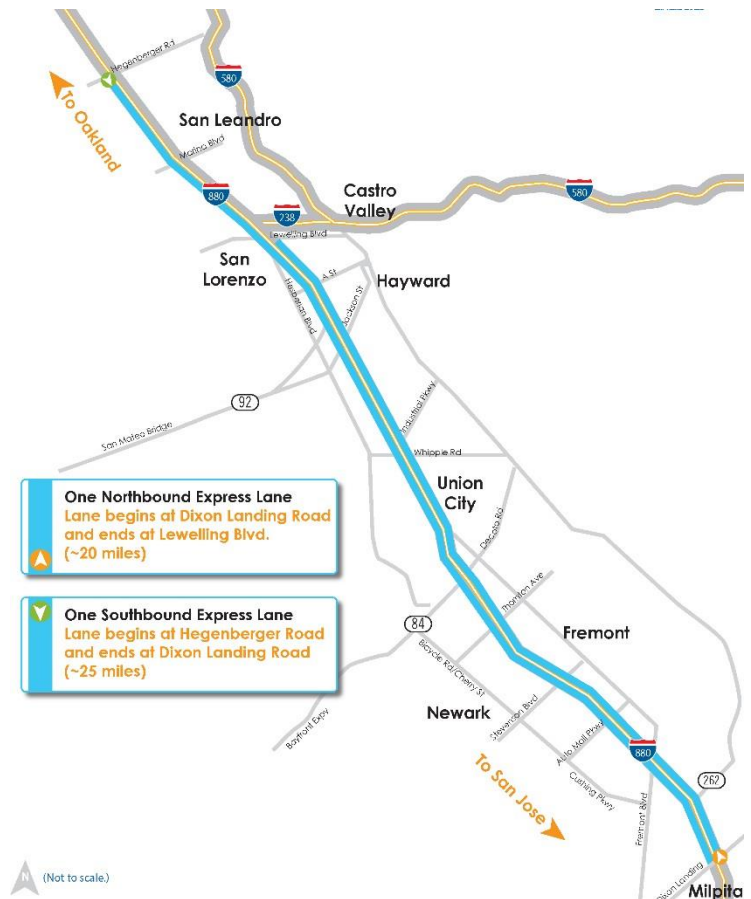 Hegenberger Rd
580
To Oakland
San Leandro
Marina Blvd
880
Castro
Valley
580
238
Lewelling Blvd
San
Lorenzo
A St
Hayward
Hesperian Blvd
Jackson St
92
San Mateo Bridge
Industrial Pkwy
Whipple Rd
Union
City
Decoto Rd
One Northbound Express Lane
Lane begins at Dixon Landing Road
and ends at Lewelling Blvd.
(~20 miles)
One Southbound Express Lane
Lane begins at Hegenberger Road
and ends at Dixon Landing Road
(~25 miles)
Thornton Ave
84
Fremont
Bicycle Rd/Cherry St
Newark
Stevenson Blvd
Bayfront Expy
Auto Mall Pkwy
880
To San Jose
Cushing Pkwy
262
Fremont Blvd
Dixon Landing
N
(Not to scale.)
Milpita